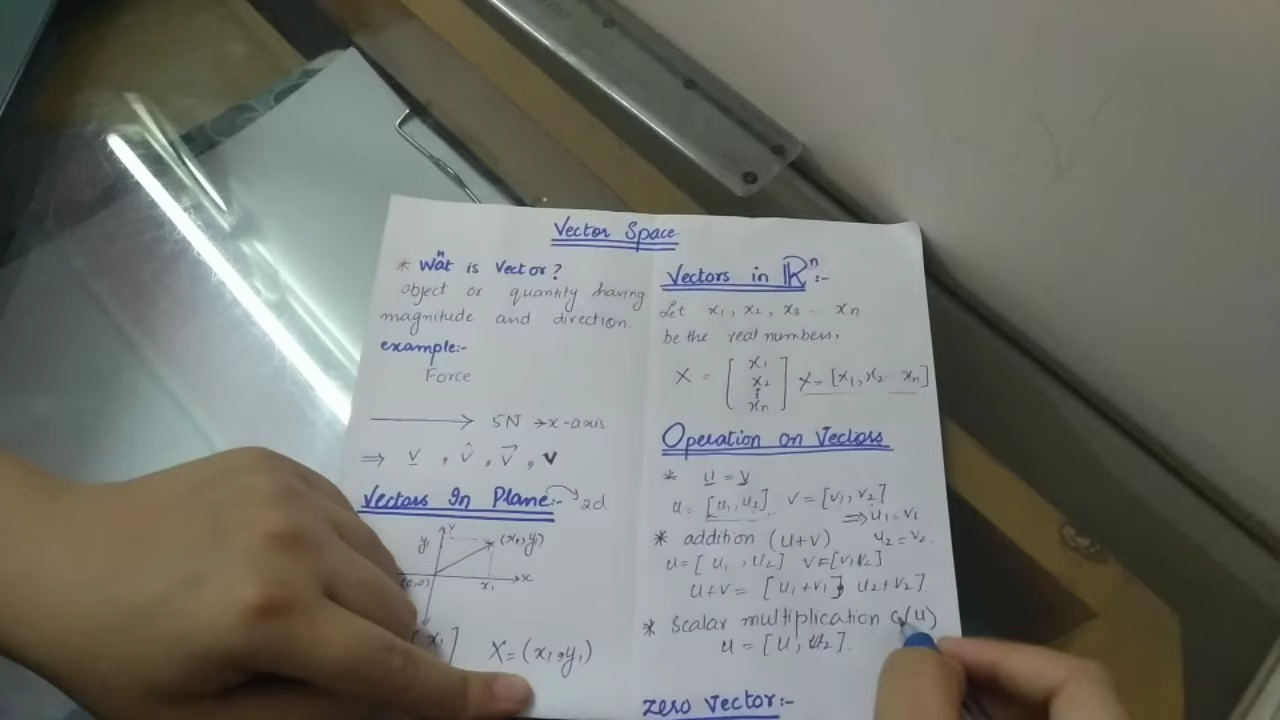 Vector Space
* Wat is Vector?
object or quantity having
magnitude and direction.
example:-
Force
5N → x-axis
⇒ v , v̂ , v⃗ , v
Vectors In Plane:- 2d.
y
y₁ (x₁, y₁)
(0,0) x₁ x
[x₁ ] X = (x₁, y₁)
Vectors in ℝⁿ:-
Let x₁, x₂, x₃ ... xₙ
be the real numbers,
X = [x₁ x₂ ⋮ xₙ] X = [x₁, x₂ - xₙ]
Operation on Vectors
* u = v
u = [u₁, u₂] v = [v₁, v₂]
⇒ u₁ = v₁
* addition (u+v) u₂ = v₂.
u = [u₁, u₂] v = [v₁ v₂]
u+v = [u₁+v₁, u₂+v₂]
* Scalar multiplication c(u)
u = [u, u₂].
zero vector:-